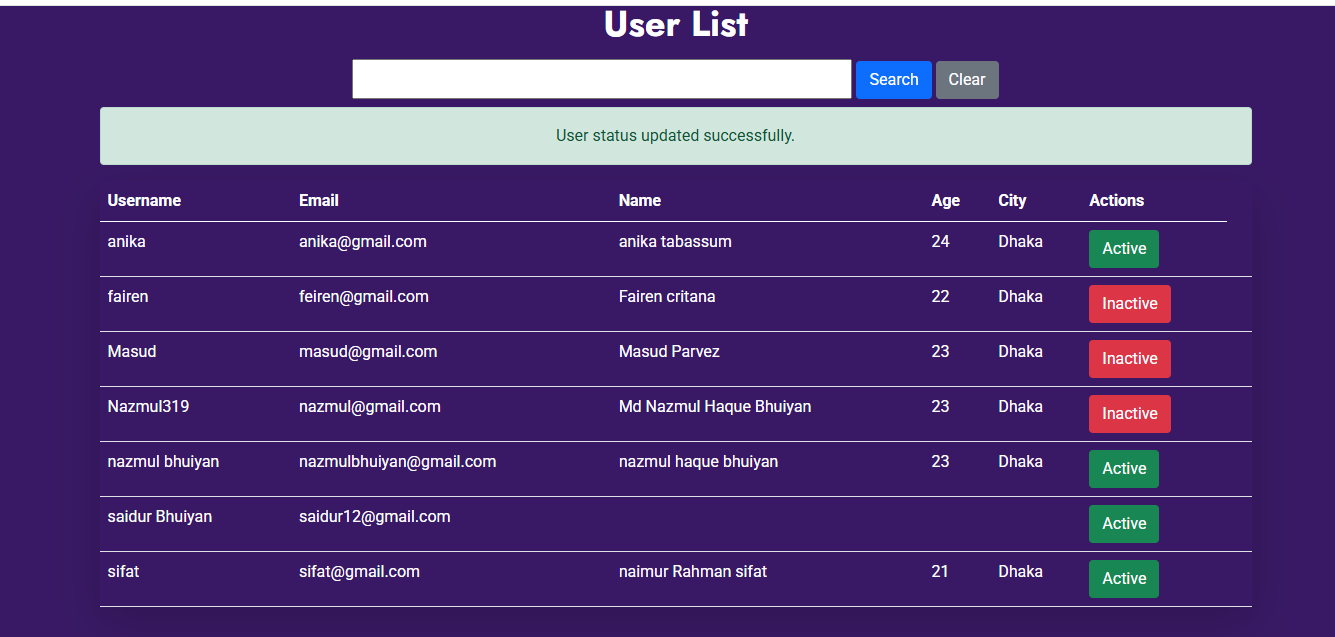 User List
Search Clear
User status updated successfully.
Username Email Name Age City Actions
anika anika@gmail.com anika tabassum 24 Dhaka Active
fairen feiren@gmail.com Fairen critana 22 Dhaka Inactive
Masud masud@gmail.com Masud Parvez 23 Dhaka Inactive
Nazmul319 nazmul@gmail.com Md Nazmul Haque Bhuiyan 23 Dhaka Inactive
nazmul bhuiyan nazmulbhuiyan@gmail.com nazmul haque bhuiyan 23 Dhaka Active
saidur Bhuiyan saidur12@gmail.com Active
sifat sifat@gmail.com naimur Rahman sifat 21 Dhaka Active